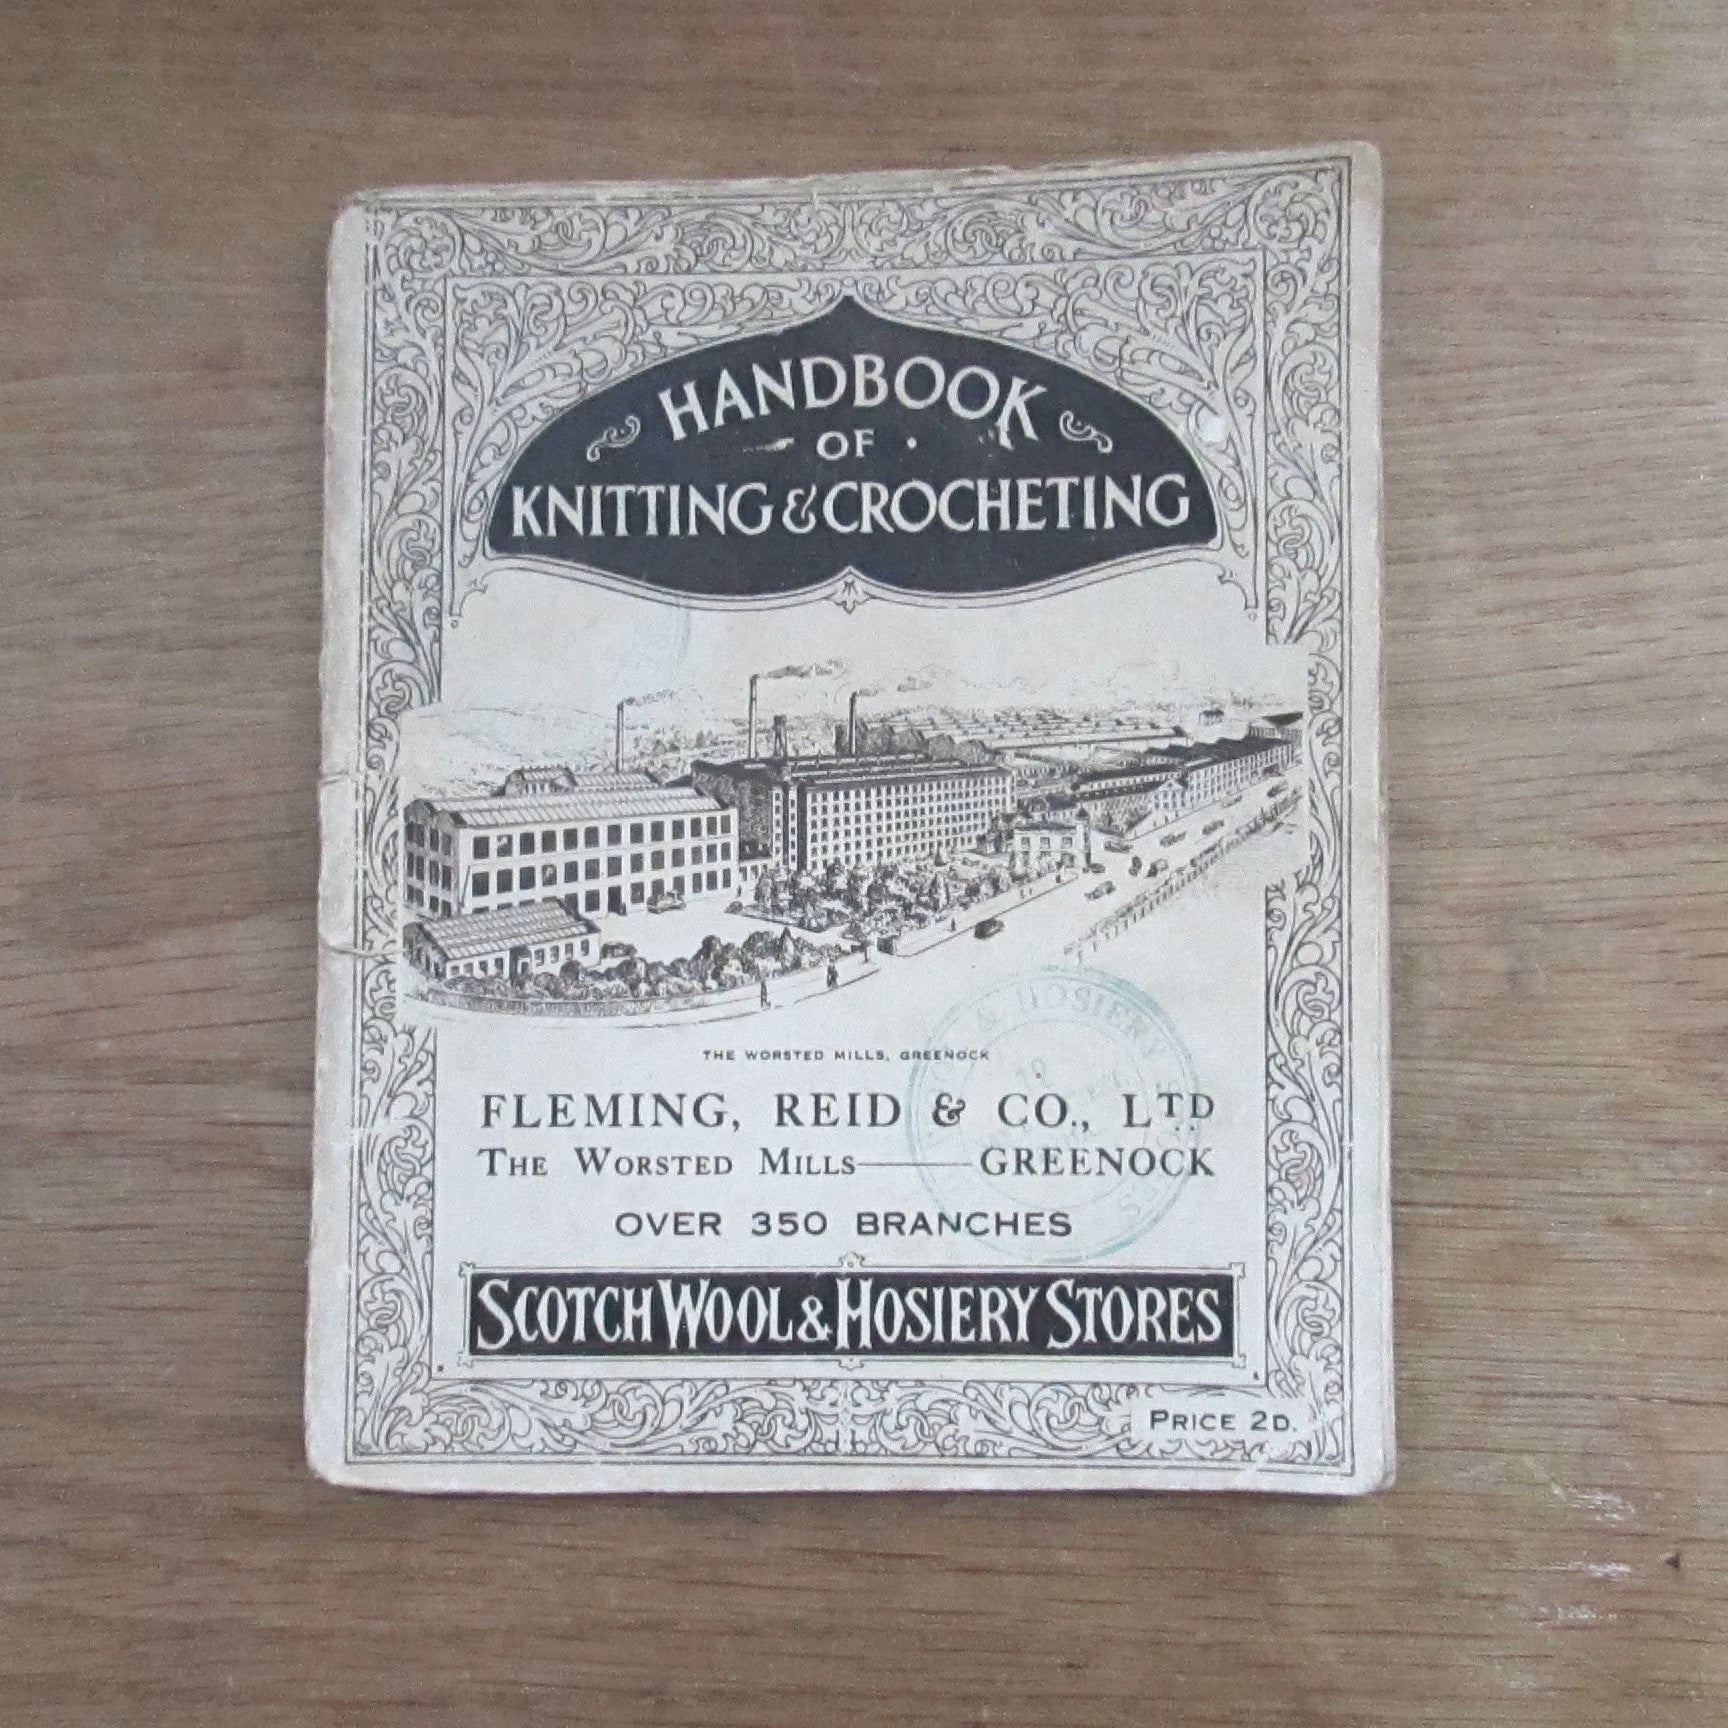 HANDBOOK
OF
KNITTING & CROCHETING
THE WORSTED MILLS, GREENOCK
FLEMING, REID & CO., LTD
THE WORSTED MILLS — GREENOCK
OVER 350 BRANCHES
SCOTCH WOOL & HOSIERY STORES
PRICE 2D.
& HOSIERY